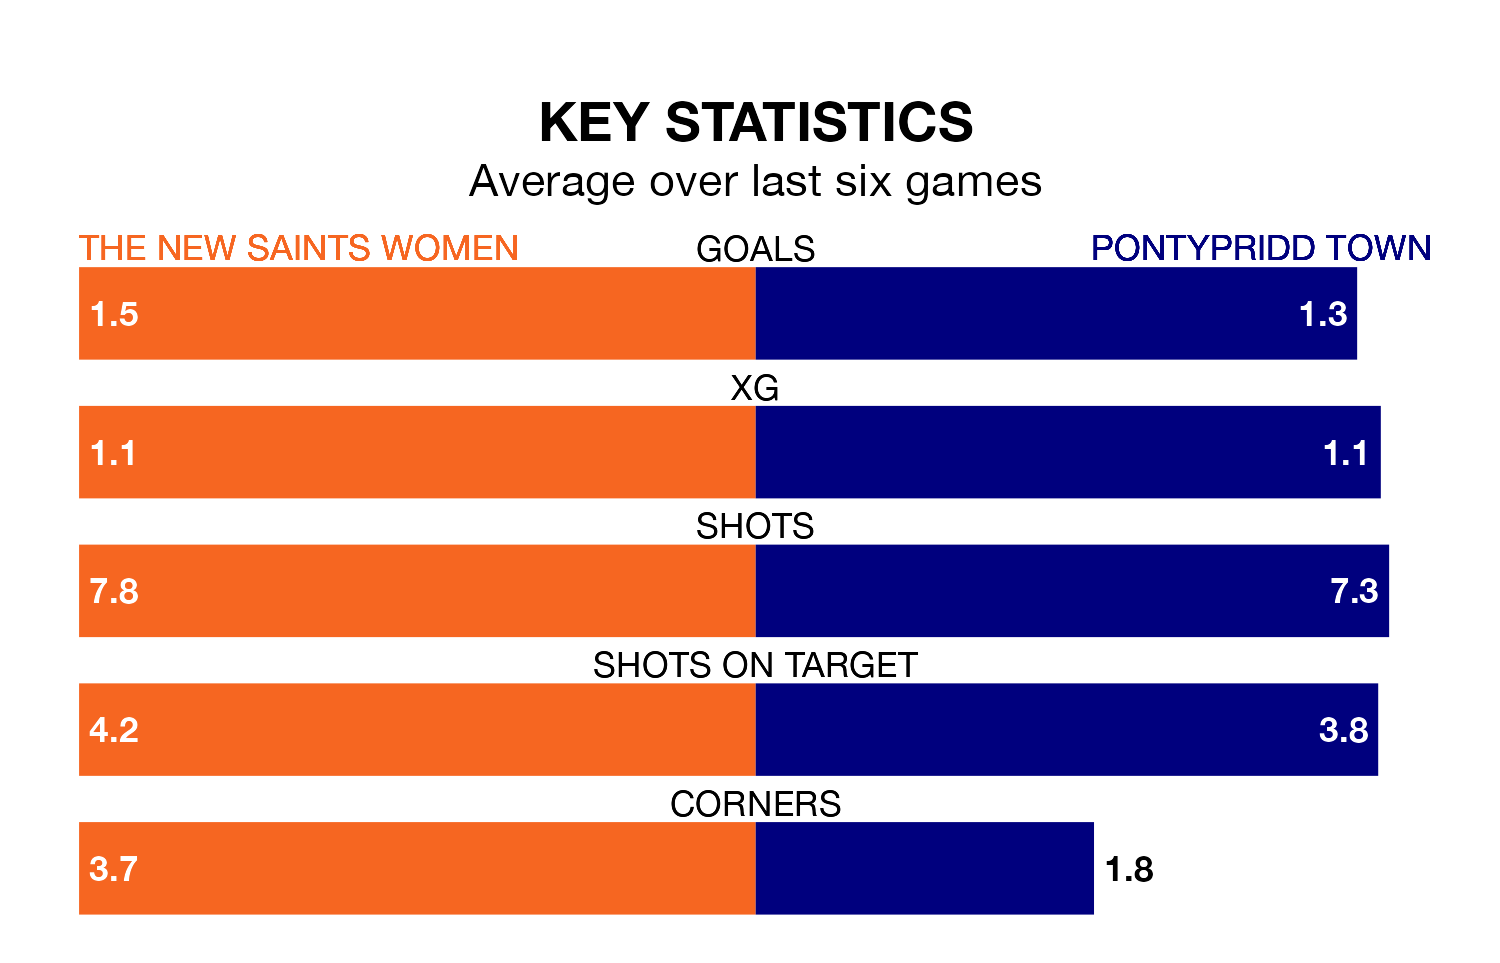 KEY STATISTICS
Average over last six games
THE NEW SAINTS WOMEN GOALS PONTYPRIDD TOWN
1.5 1.3
XG
1.1 1.1
SHOTS
7.8 7.3
SHOTS ON TARGET
4.2 3.8
CORNERS
3.7 1.8